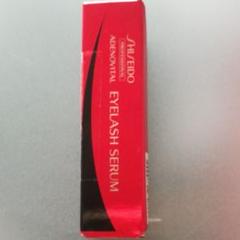 SHISEIDO
PROFESSIONAL
ADENOVITAL
EYELASH SERUM